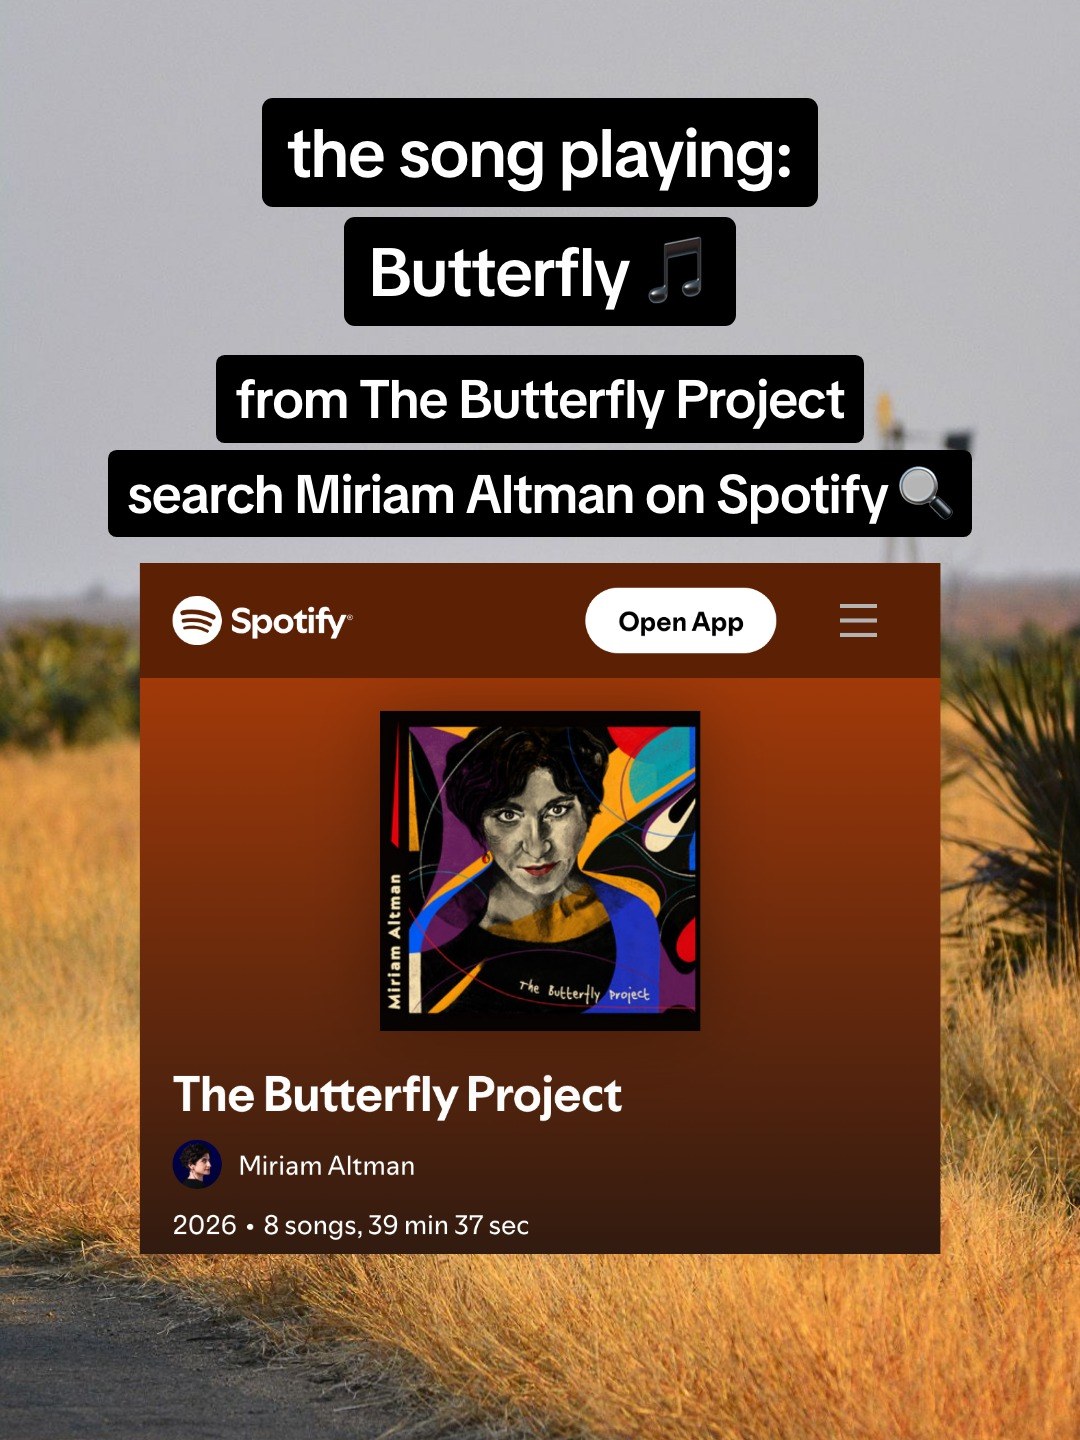 the song playing:
Butterfly 🎵
from The Butterfly Project
search Miriam Altman on Spotify 🔍
Spotify®
Open App
Miriam Altman
The Butterfly Project
The Butterfly Project
Miriam Altman
2026 • 8 songs, 39 min 37 sec